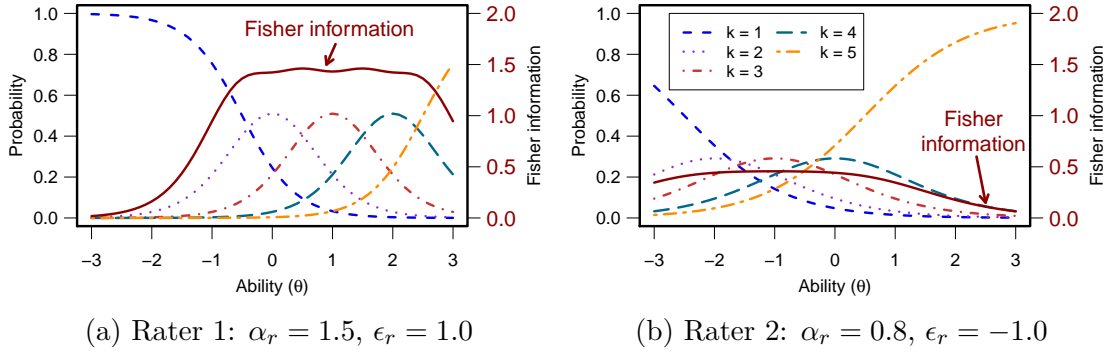 1.0
0.8
0.6
0.4
0.2
0.0
Probability
2.0
1.5
1.0
0.5
0.0
Fisher information
Fisher information
−3 −2 −1 0 1 2 3
Ability (θ)
(a) Rater 1: αr = 1.5, ϵr = 1.0
1.0
0.8
0.6
0.4
0.2
0.0
Probability
k = 1
k = 2
k = 3
k = 4
k = 5
Fisher
information
2.0
1.5
1.0
0.5
0.0
Fisher information
−3 −2 −1 0 1 2 3
Ability (θ)
(b) Rater 2: αr = 0.8, ϵr = −1.0